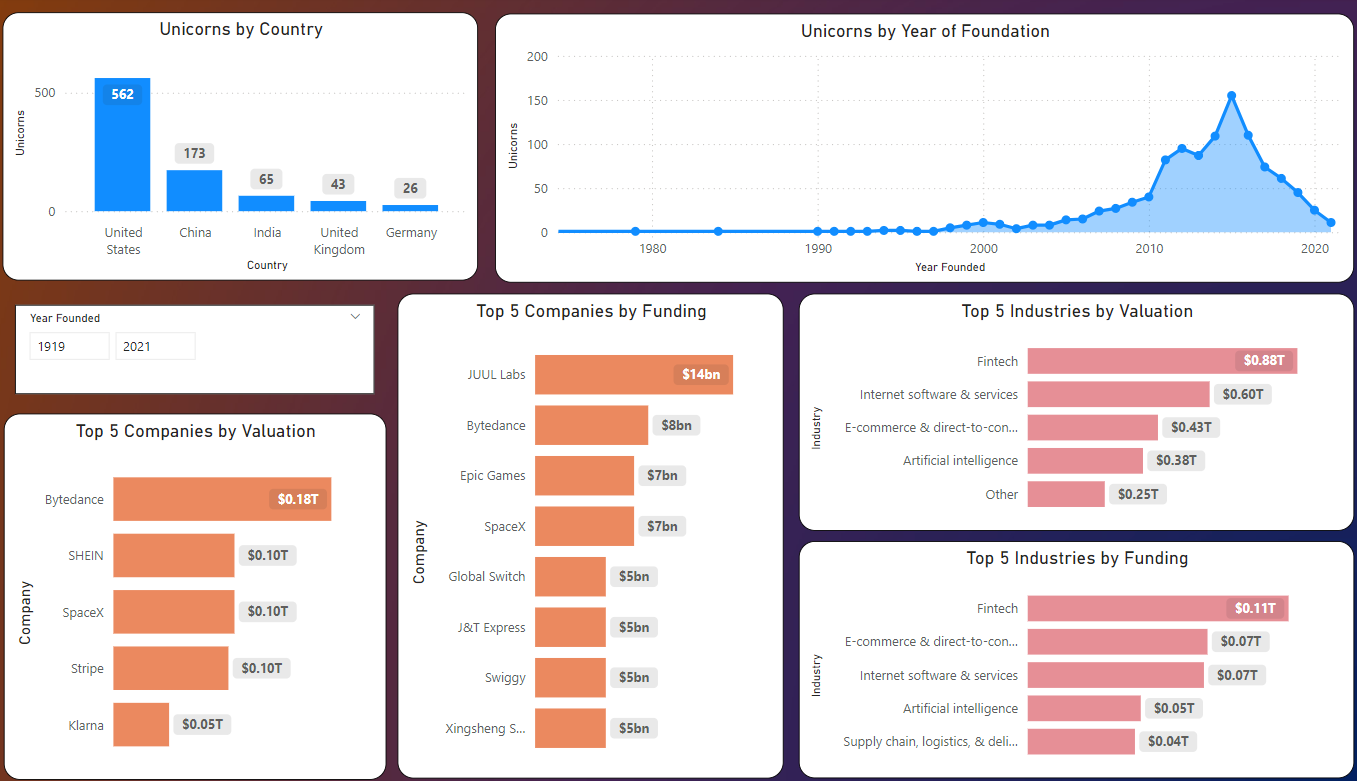 Unicorns by Country
Unicorns
500
0
562
173
65
43
26
United
States
China
India
United
Kingdom
Germany
Country
Unicorns by Year of Foundation
Unicorns
200
150
100
50
0
1980
1990
2000
2010
2020
Year Founded
Year Founded
1919
2021
Top 5 Companies by Valuation
Company
Bytedance
$0.18T
SHEIN
$0.10T
SpaceX
$0.10T
Stripe
$0.10T
Klarna
$0.05T
Top 5 Companies by Funding
Company
JUUL Labs
$14bn
Bytedance
$8bn
Epic Games
$7bn
SpaceX
$7bn
Global Switch
$5bn
J&T Express
$5bn
Swiggy
$5bn
Xingsheng S...
$5bn
Top 5 Industries by Valuation
Industry
Fintech
$0.88T
Internet software & services
$0.60T
E-commerce & direct-to-con...
$0.43T
Artificial intelligence
$0.38T
Other
$0.25T
Top 5 Industries by Funding
Industry
Fintech
$0.11T
E-commerce & direct-to-con...
$0.07T
Internet software & services
$0.07T
Artificial intelligence
$0.05T
Supply chain, logistics, & deli...
$0.04T